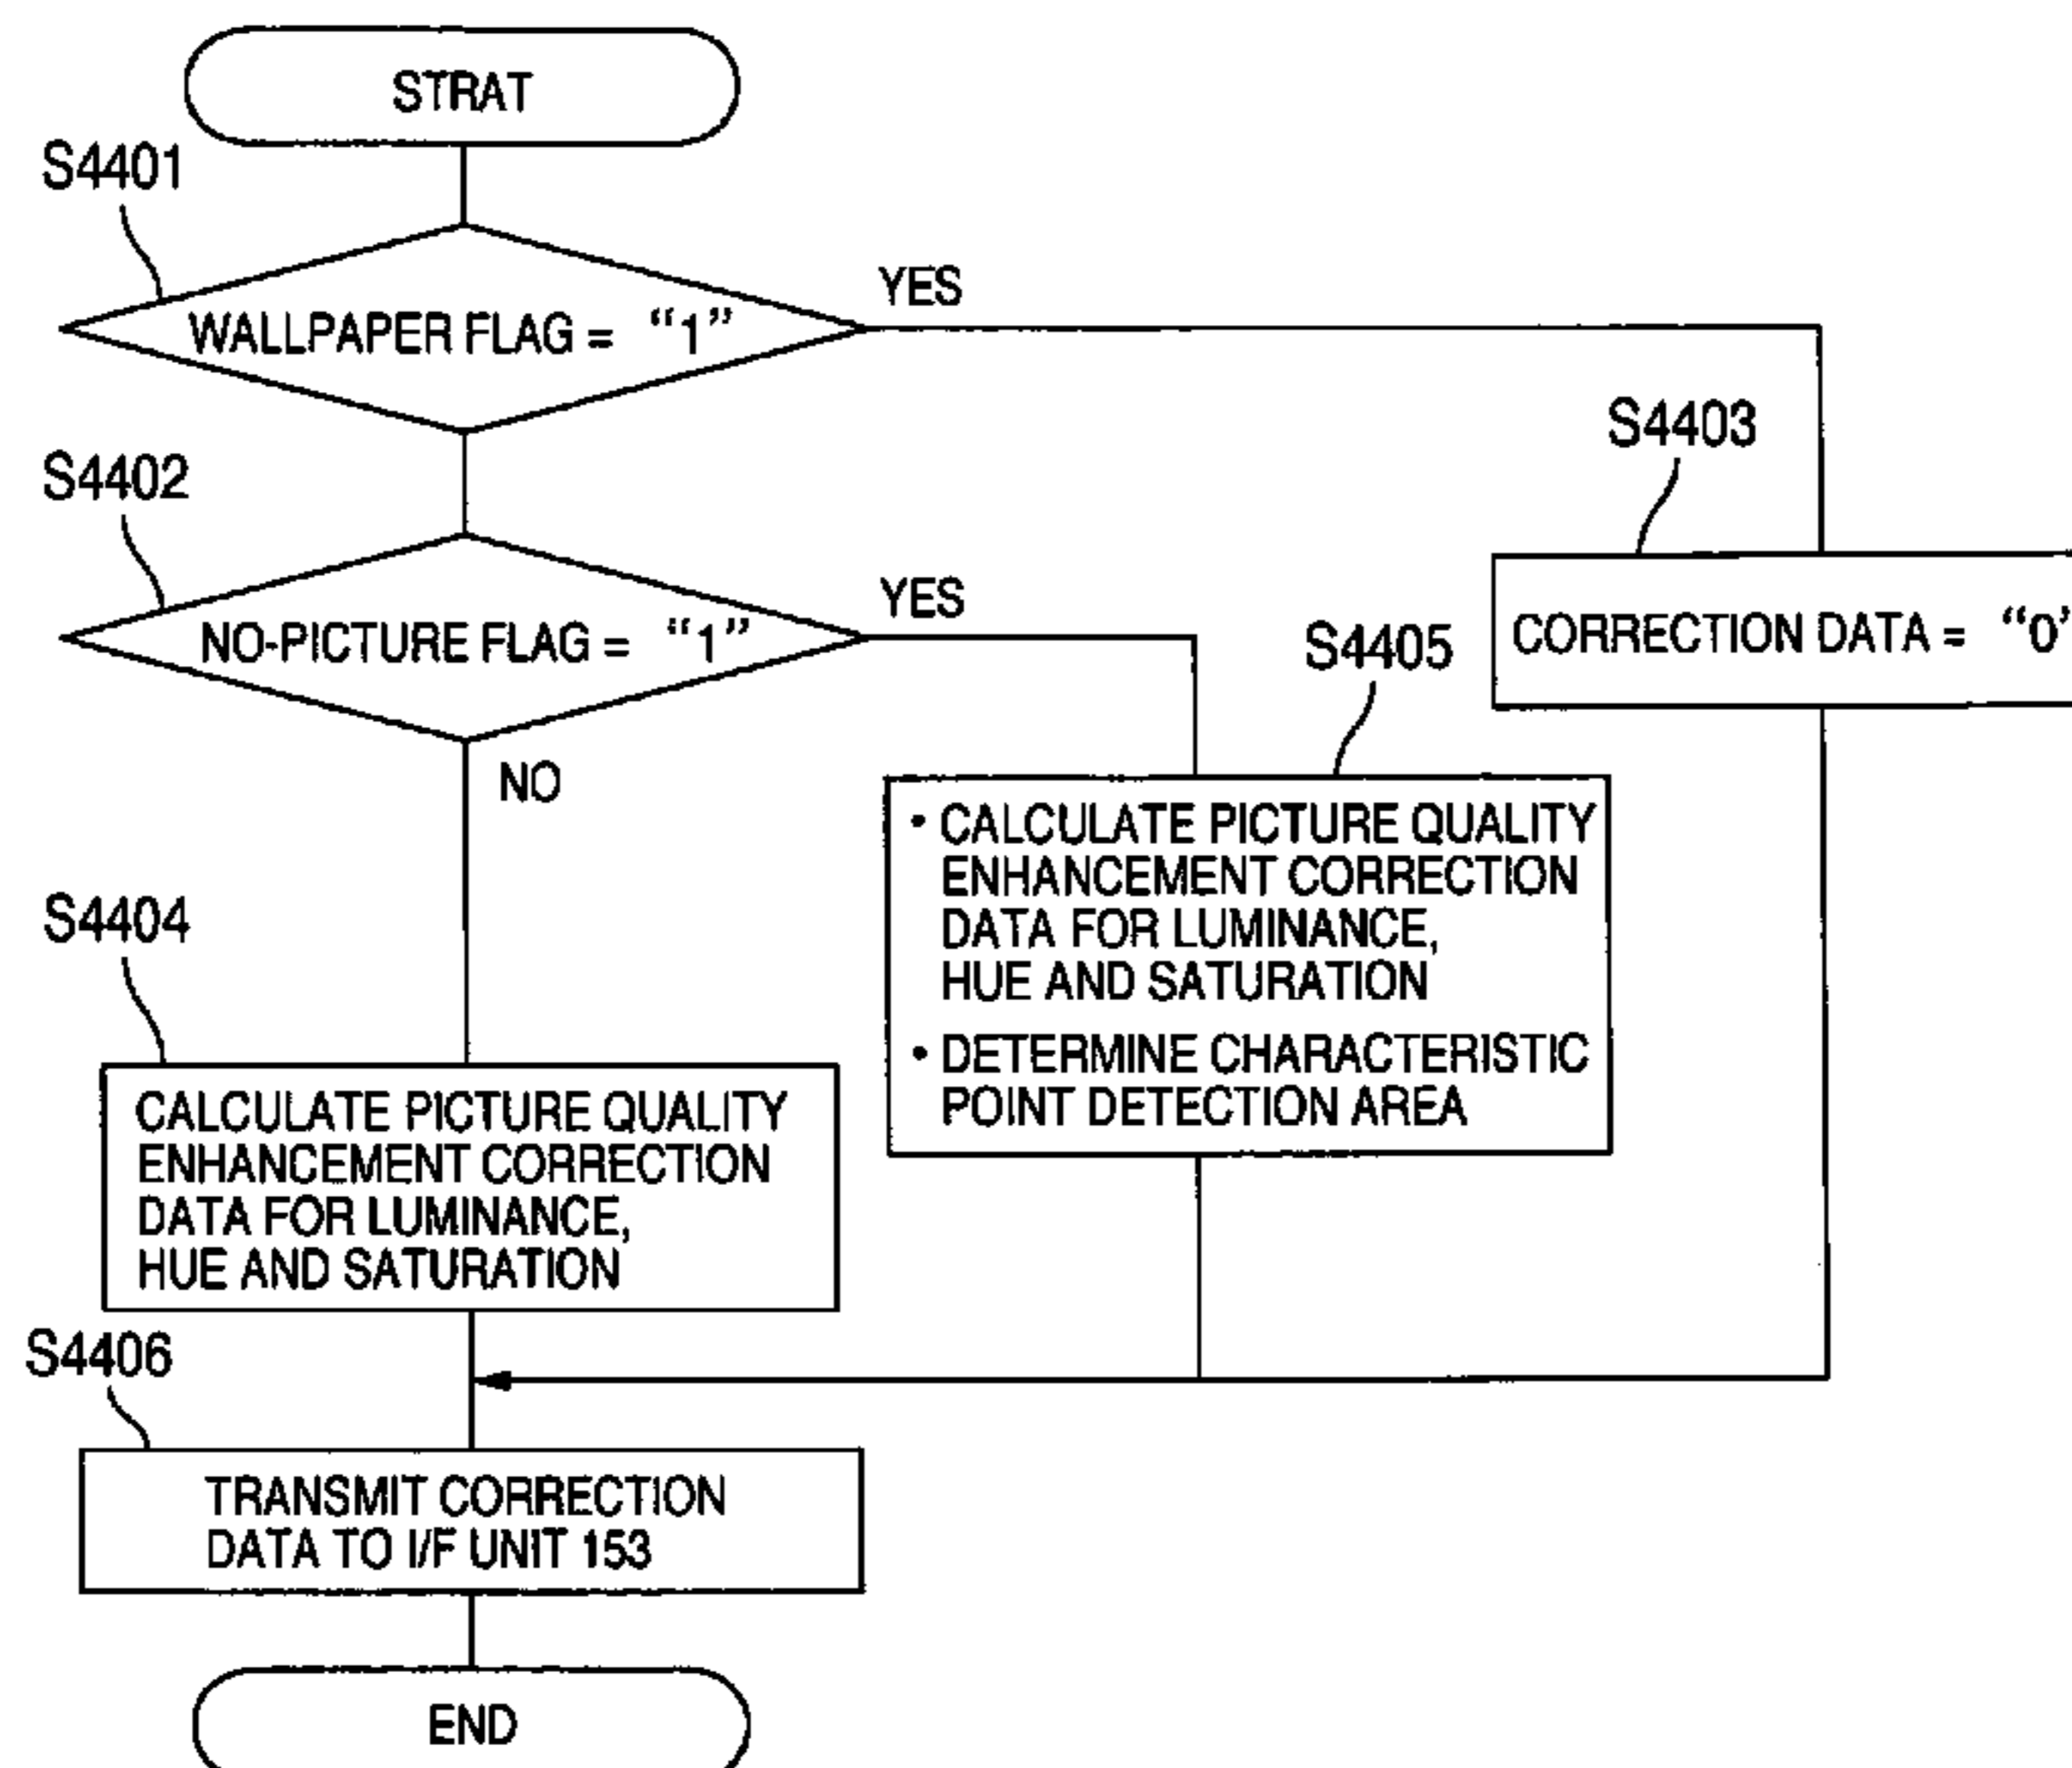 STRAT
S4401
WALLPAPER FLAG = “1”
YES
S4402
NO-PICTURE FLAG = “1”
YES
NO
S4403
CORRECTION DATA = “0’
S4405
• CALCULATE PICTURE QUALITY
ENHANCEMENT CORRECTION
DATA FOR LUMINANCE,
HUE AND SATURATION
• DETERMINE CHARACTERISTIC
POINT DETECTION AREA
S4404
CALCULATE PICTURE QUALITY
ENHANCEMENT CORRECTION
DATA FOR LUMINANCE,
HUE AND SATURATION
S4406
TRANSMIT CORRECTION
DATA TO I/F UNIT 153
END